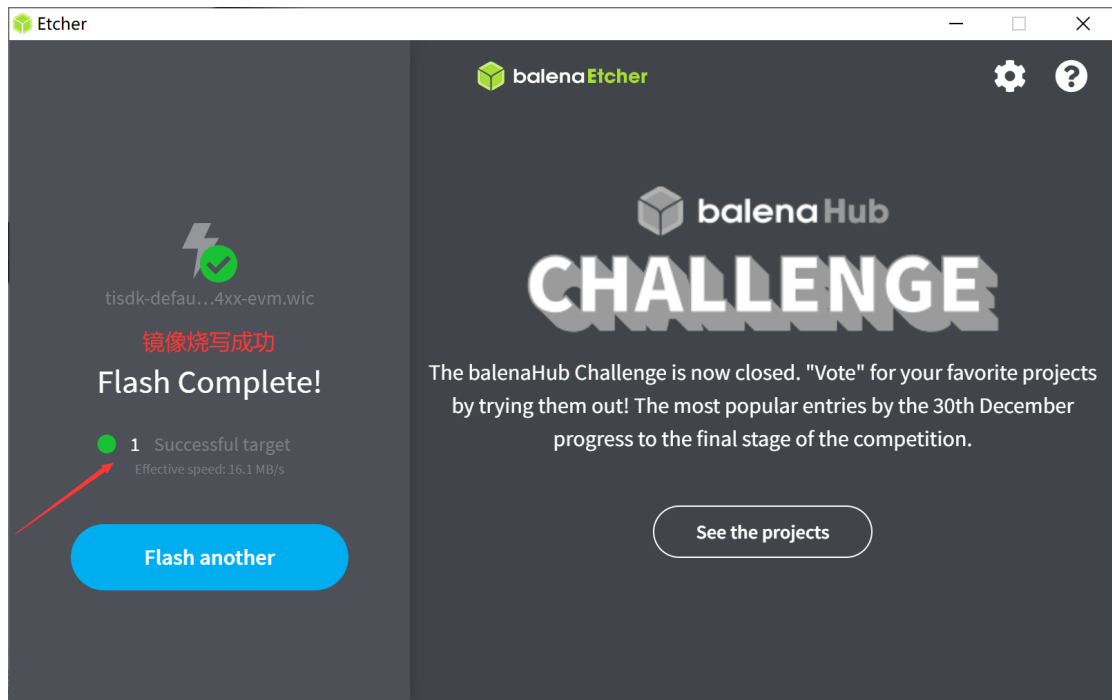 Etcher
balenaEtcher
tisdk-defau...4xx-evm.wic
镜像烧写成功
Flash Complete!
1 Successful target
Effective speed: 16.1 MB/s
Flash another
balenaHub
CHALLENGE
The balenaHub Challenge is now closed. "Vote" for your favorite projects
by trying them out! The most popular entries by the 30th December
progress to the final stage of the competition.
See the projects